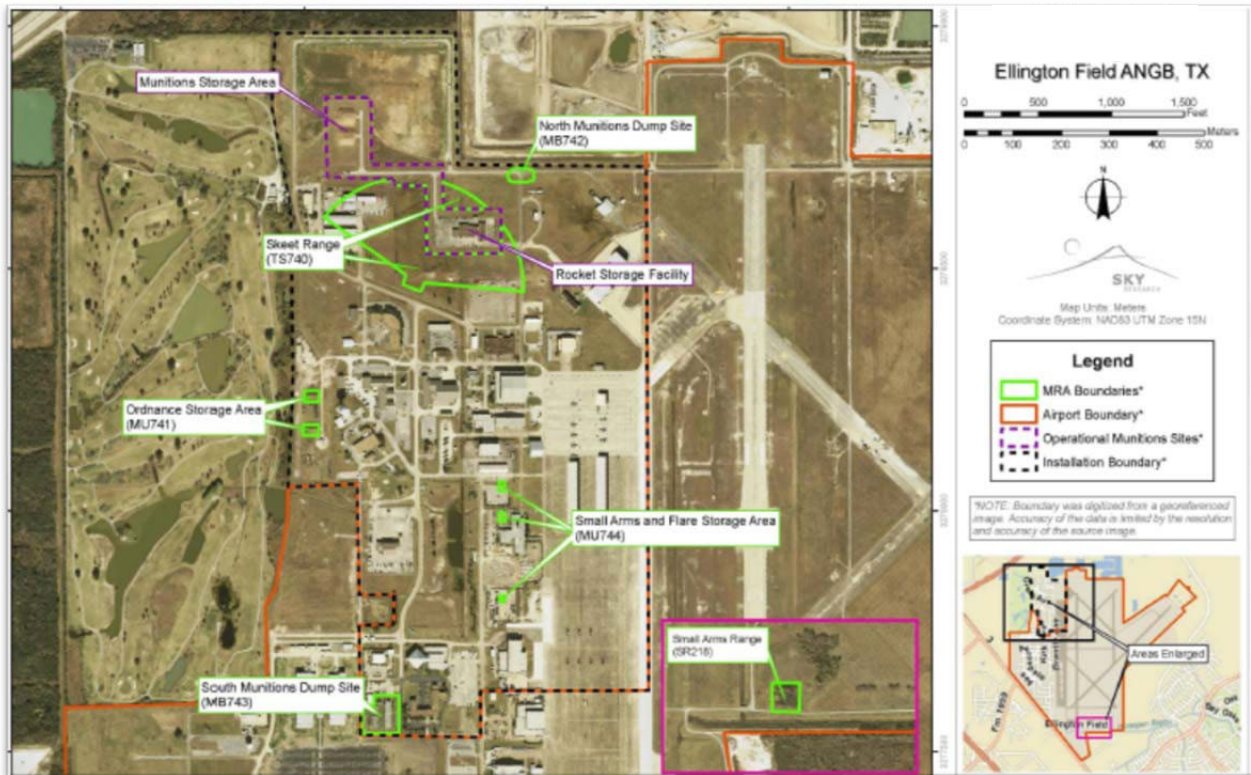 Munitions Storage Area
North Munitions Dump Site
(MB742)
Skeet Range
(TS740)
Rocket Storage Facility
Ordnance Storage Area
(MU741)
Small Arms and Flare Storage Area
(MU744)
South Munitions Dump Site
(MB743)
Small Arms Range
(SR218)
Ellington Field ANGB, TX
0 500 1,000 1,500
Feet
Meters
0 100 200 300 400 500
N
SKY
RESEARCH
Map Units: Meters
Coordinate System: NAD83 UTM Zone 15N
Legend
MRA Boundaries*
Airport Boundary*
Operational Munitions Sites*
Installation Boundary*
*NOTE: Boundary was digitized from a georeferenced
image. Accuracy of the data is limited by the resolution
and accuracy of the source image.
Areas Enlarged
Fm 1959
Ellington Field